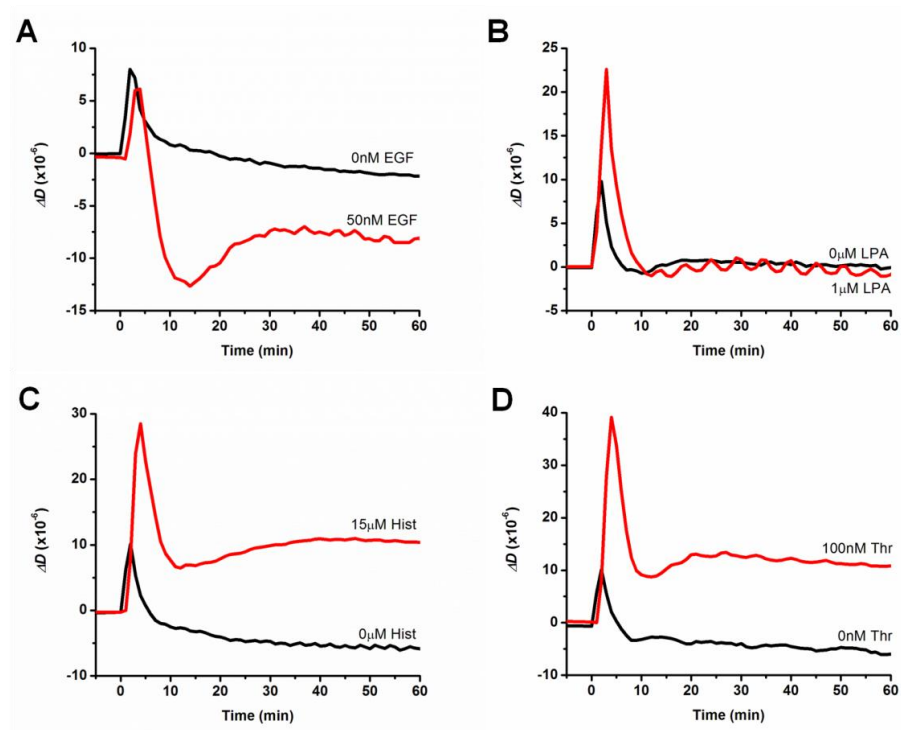 A
10
5
0
-5
-10
-15
ΔD (x10⁻⁶)
0nM EGF
50nM EGF
0 10 20 30 40 50 60
Time (min)
B
25
20
15
10
5
0
-5
ΔD (x10⁻⁶)
0μM LPA
1μM LPA
0 10 20 30 40 50 60
Time (min)
C
30
20
10
0
-10
ΔD (x10⁻⁶)
15μM Hist
0μM Hist
0 10 20 30 40 50 60
Time (min)
D
40
30
20
10
0
-10
ΔD (x10⁻⁶)
100nM Thr
0nM Thr
0 10 20 30 40 50 60
Time (min)